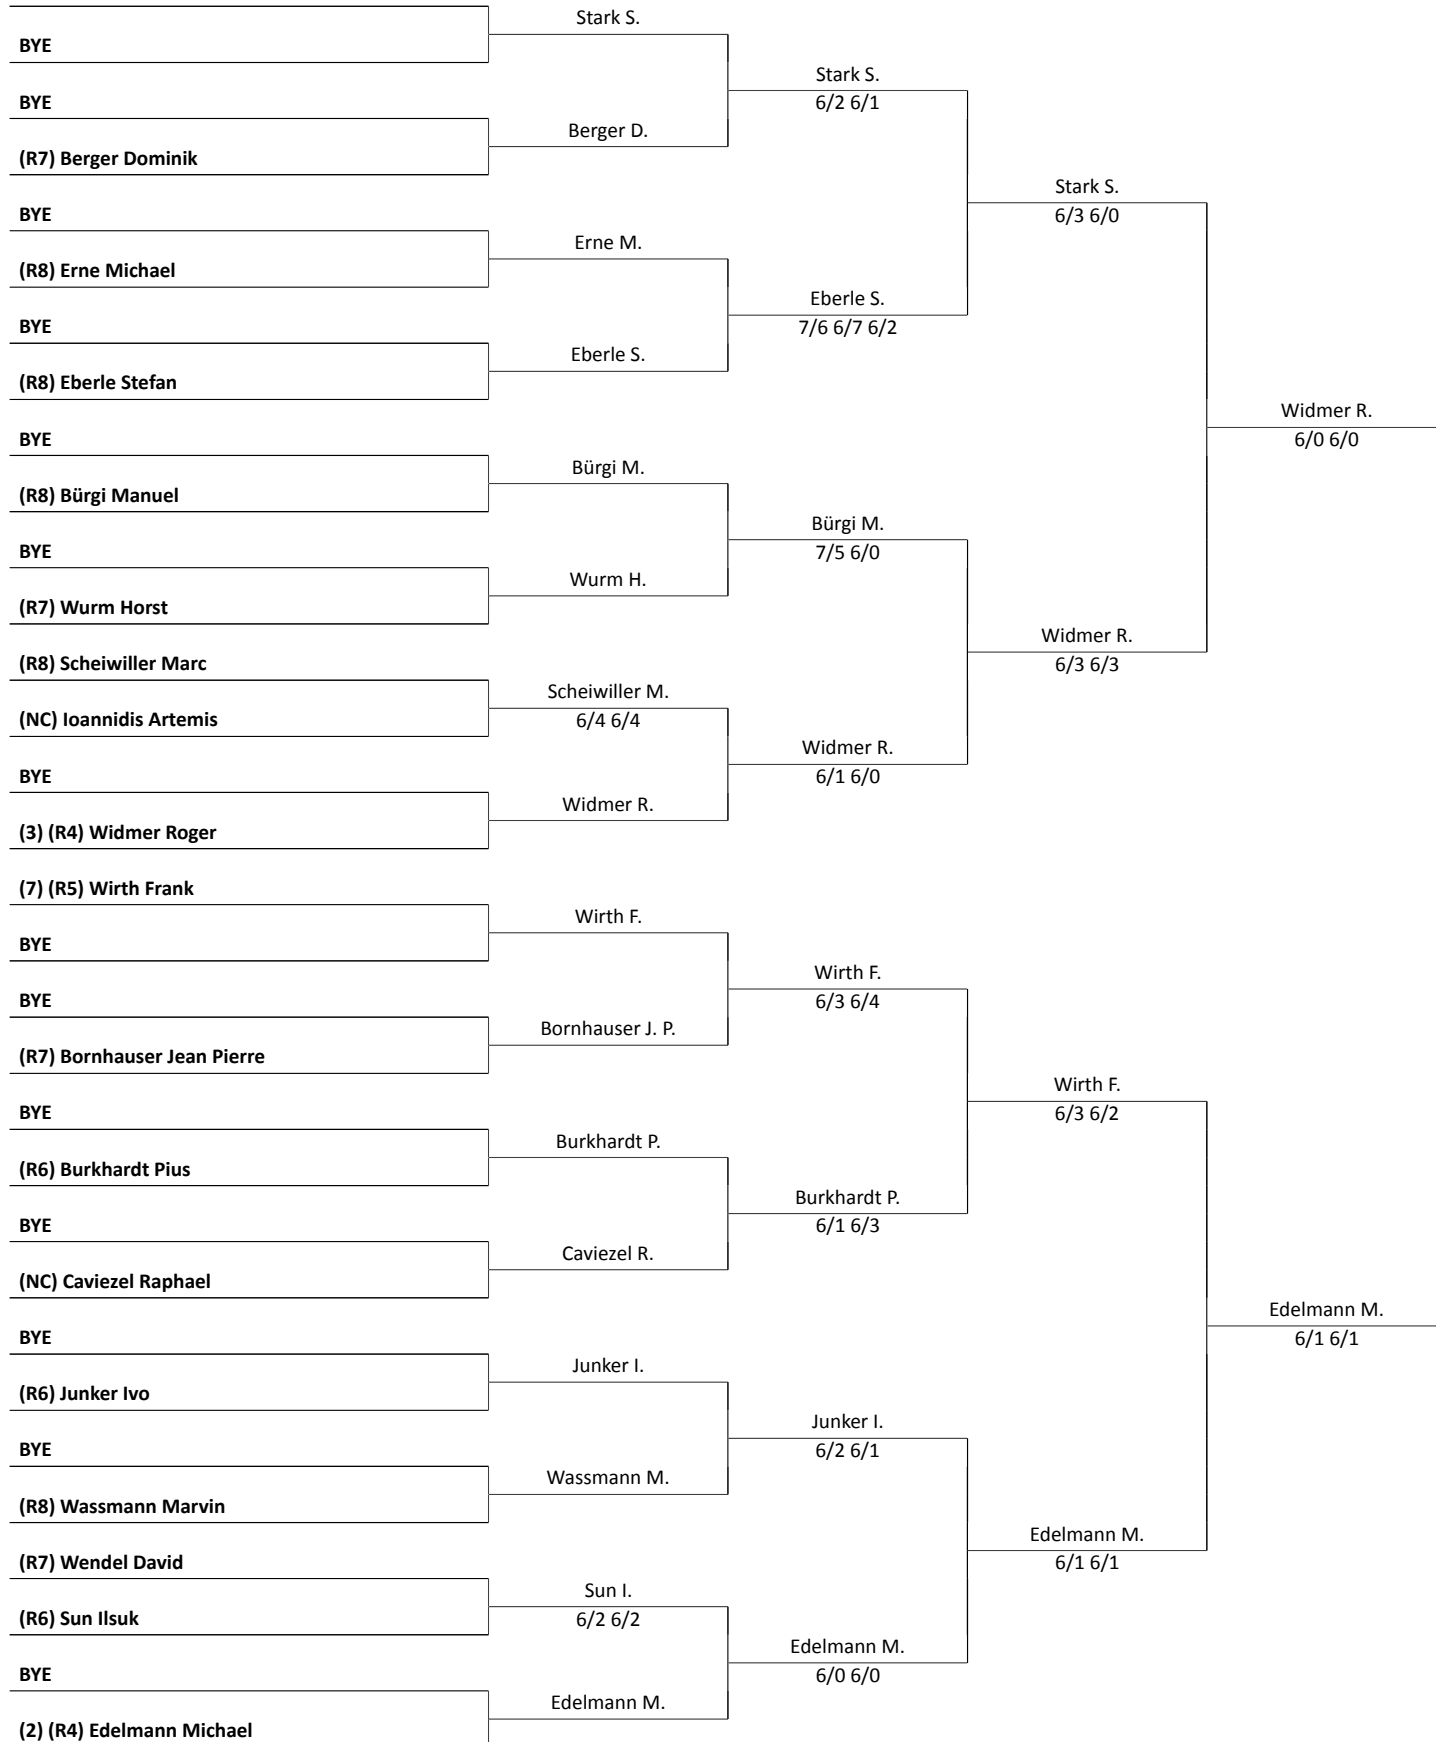 BYE
BYE
(R7) Berger Dominik
BYE
(R8) Erne Michael
BYE
(R8) Eberle Stefan
BYE
(R8) Bürgi Manuel
BYE
(R7) Wurm Horst
(R8) Scheiwiller Marc
(NC) Ioannidis Artemis
BYE
(3) (R4) Widmer Roger
(7) (R5) Wirth Frank
BYE
BYE
(R7) Bornhauser Jean Pierre
BYE
(R6) Burkhardt Pius
BYE
(NC) Caviezel Raphael
BYE
(R6) Junker Ivo
BYE
(R8) Wassmann Marvin
(R7) Wendel David
(R6) Sun Ilsuk
BYE
(2) (R4) Edelmann Michael
Stark S.
Berger D.
Erne M.
Eberle S.
Bürgi M.
Wurm H.
Scheiwiller M.
6/4 6/4
Widmer R.
Wirth F.
Bornhauser J. P.
Burkhardt P.
Caviezel R.
Junker I.
Wassmann M.
Sun I.
6/2 6/2
Edelmann M.
Stark S.
6/2 6/1
Eberle S.
7/6 6/7 6/2
Bürgi M.
7/5 6/0
Widmer R.
6/1 6/0
Wirth F.
6/3 6/4
Burkhardt P.
6/1 6/3
Junker I.
6/2 6/1
Edelmann M.
6/0 6/0
Stark S.
6/3 6/0
Widmer R.
6/3 6/3
Wirth F.
6/3 6/2
Edelmann M.
6/1 6/1
Widmer R.
6/0 6/0
Edelmann M.
6/1 6/1